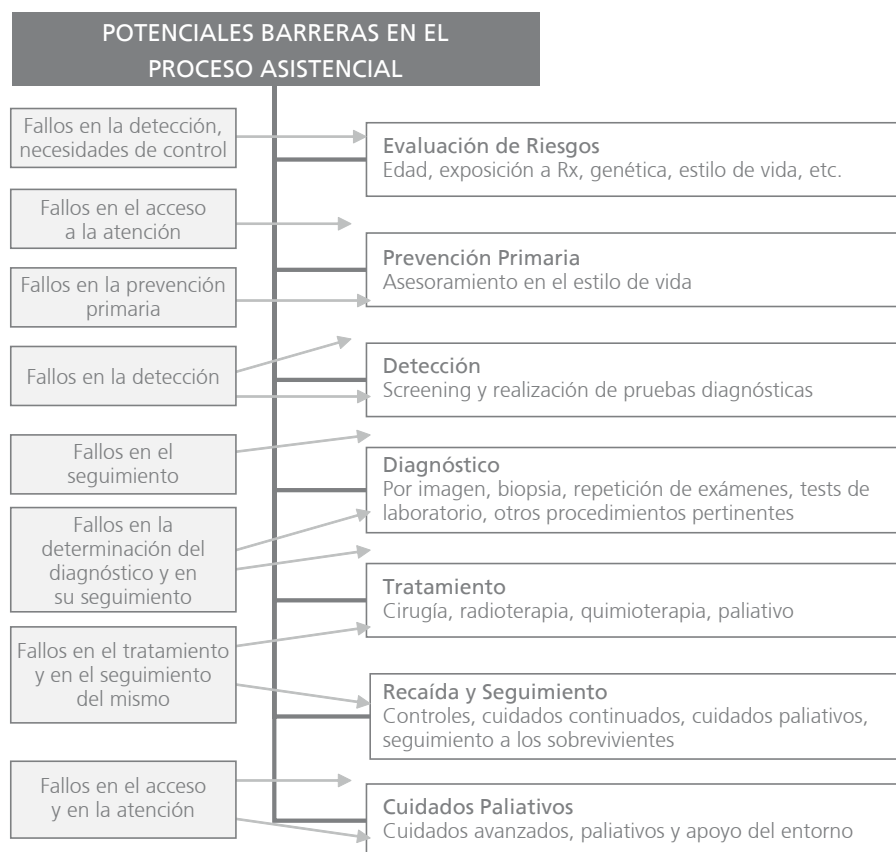 POTENCIALES BARRERAS EN EL
PROCESO ASISTENCIAL
Fallos en la detección,
necesidades de control
Evaluación de Riesgos
Edad, exposición a Rx, genética, estilo de vida, etc.
Fallos en el acceso
a la atención
Prevención Primaria
Asesoramiento en el estilo de vida
Fallos en la prevención
primaria
Fallos en la detección
Detección
Screening y realización de pruebas diagnósticas
Fallos en el
seguimiento
Diagnóstico
Por imagen, biopsia, repetición de exámenes, tests de
laboratorio, otros procedimientos pertinentes
Fallos en la
determinación del
diagnóstico y en
su seguimiento
Tratamiento
Cirugía, radioterapia, quimioterapia, paliativo
Fallos en el tratamiento
y en el seguimiento
del mismo
Recaída y Seguimiento
Controles, cuidados continuados, cuidados paliativos,
seguimiento a los sobrevivientes
Fallos en el acceso
y en la atención
Cuidados Paliativos
Cuidados avanzados, paliativos y apoyo del entorno